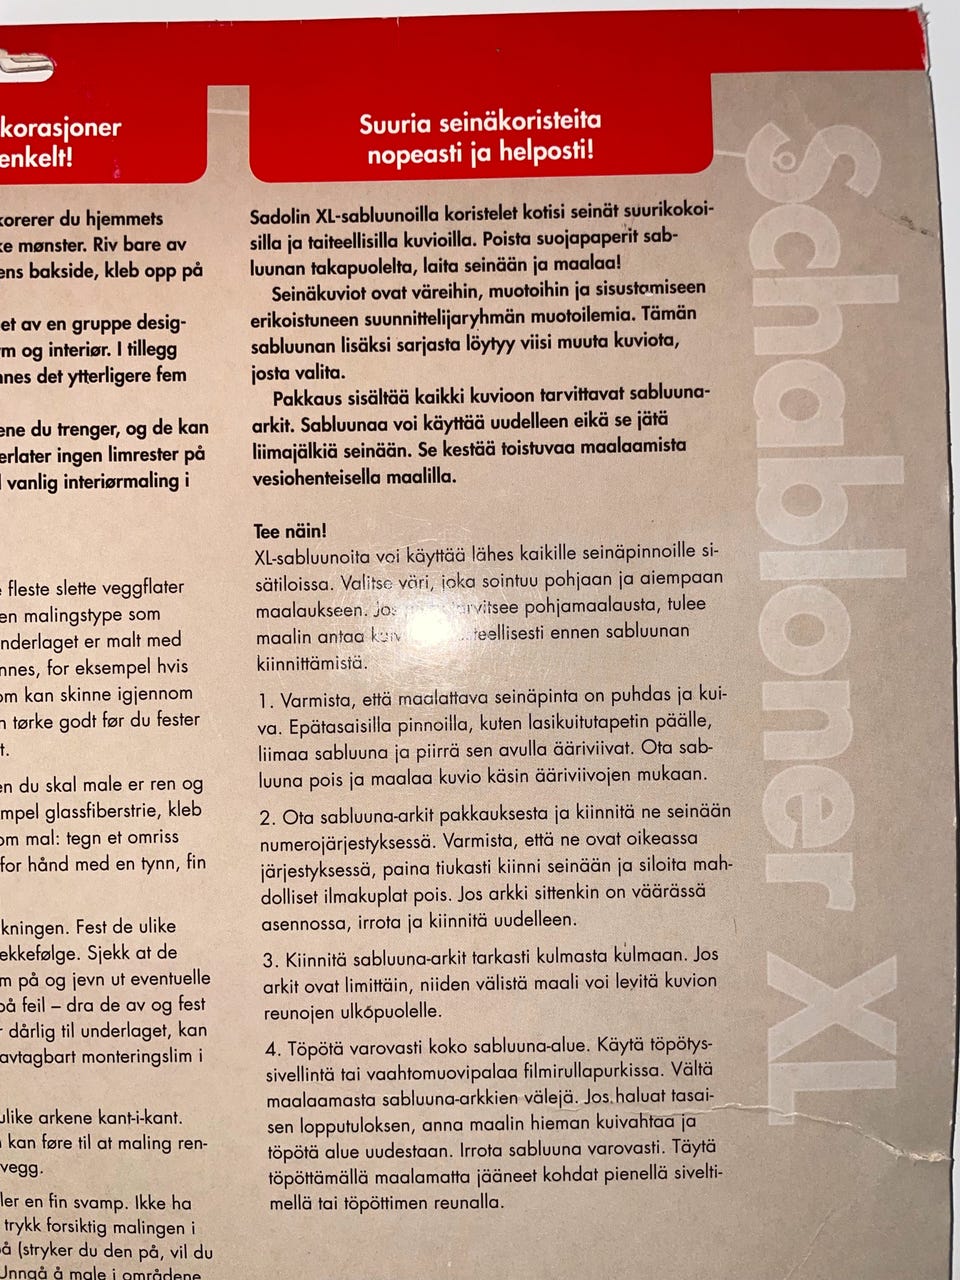 korasjoner
enkelt!
korerer du hjemmets
ke mønster. Riv bare av
ens bakside, kleb opp på
et av en gruppe desig-
m og interiør. I tillegg
nnes det ytterligere fem
ene du trenger, og de kan
erlater ingen limrester på
l vanlig interiørmaling i
e fleste slette veggflater
en malingstype som
nderlaget er malt med
nnes, for eksempel hvis
om kan skinne igjennom
n tørke godt før du fester
t.
en du skal male er ren og
mpel glassfiberstrie, kleb
om mal: tegn et omriss
for hånd med en tynn, fin
kningen. Fest de ulike
ekkefølge. Sjekk at de
m på og jevn ut eventuelle
på feil – dra de av og fest
r dårlig til underlaget, kan
avtagbart monteringslim i
ulike arkene kant-i-kant.
n kan føre til at maling ren-
vegg.
ler en fin svamp. Ikke ha
trykk forsiktig malingen i
å (stryker du den på, vil du
Unngå å male i områdene
Suuria seinäkoristeita
nopeasti ja helposti!
Sadolin XL-sabluunoilla koristelet kotisi seinät suurikokoi-
silla ja taiteellisilla kuvioilla. Poista suojapaperit sab-
luunan takapuolelta, laita seinään ja maalaa!
Seinäkuviot ovat väreihin, muotoihin ja sisustamiseen
erikoistuneen suunnittelijaryhmän muotoilemia. Tämän
sabluunan lisäksi sarjasta löytyy viisi muuta kuviota,
josta valita.
Pakkaus sisältää kaikki kuvioon tarvittavat sabluuna-
arkit. Sabluunaa voi käyttää uudelleen eikä se jätä
liimajälkiä seinään. Se kestää toistuvaa maalaamista
vesiohenteisella maalilla.
Tee näin!
XL-sabluunoita voi käyttää lähes kaikille seinäpinnoille si-
sätiloissa. Valitse väri, joka sointuu pohjaan ja aiempaan
maalaukseen. Jos tarvitsee pohjamaalausta, tulee
maalin antaa ennen sabluunan
kiinnittämistä.
1. Varmista, että maalattava seinäpinta on puhdas ja kui-
va. Epätasaisilla pinnoilla, kuten lasikuitutapetin päälle,
liimaa sabluuna ja piirrä sen avulla ääriviivat. Ota sab-
luuna pois ja maalaa kuvio käsin ääriviivojen mukaan.
2. Ota sabluuna-arkit pakkauksesta ja kiinnitä ne seinään
numerojärjestyksessä. Varmista, että ne ovat oikeassa
järjestyksessä, paina tiukasti kiinni seinään ja siloita mah-
dolliset ilmakuplat pois. Jos arkki sittenkin on väärässä
asennossa, irrota ja kiinnitä uudelleen.
3. Kiinnitä sabluuna-arkit tarkasti kulmasta kulmaan. Jos
arkit ovat limittäin, niiden välistä maali voi levitä kuvion
reunojen ulkopuolelle.
4. Töpötä varovasti koko sabluuna-alue. Käytä töpötys-
sivellintä tai vaahtomuovipalaa filmirullapurkissa. Vältä
maalaamasta sabluuna-arkkien välejä. Jos haluat tasai-
sen lopputuloksen, anna maalin hieman kuivahtaa ja
töpötä alue uudestaan. Irrota sabluuna varovasti. Täytä
töpöttämällä maalamatta jääneet kohdat pienellä sivelti-
mellä tai töpöttimen reunalla.
Schabloner XL